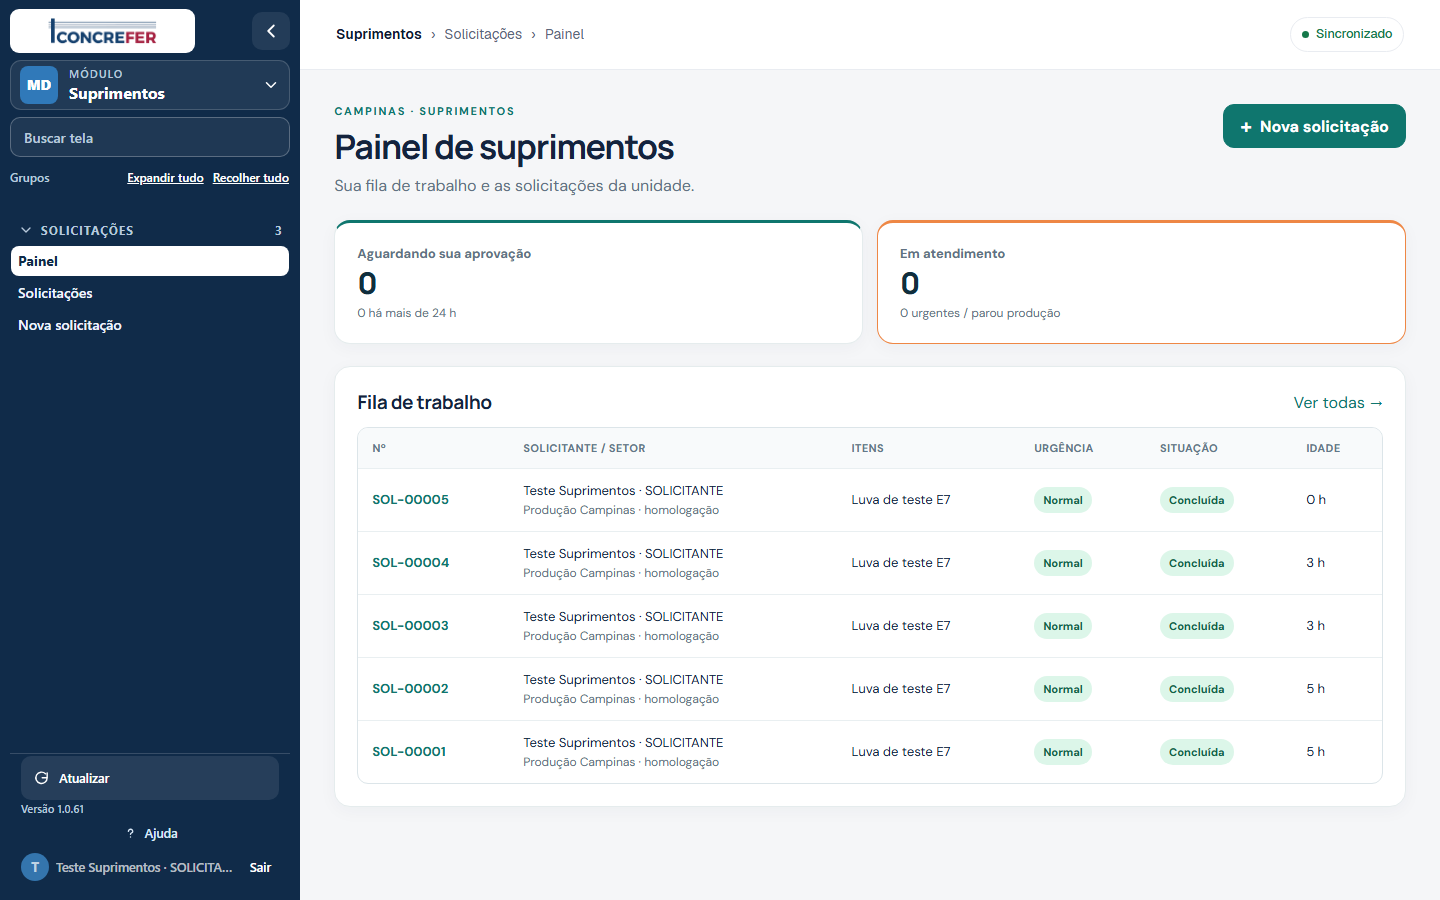 CONCREFER
MD
MÓDULO
Suprimentos
Buscar tela
Grupos
Expandir tudo
Recolher tudo
SOLICITAÇÕES 3
Painel
Solicitações
Nova solicitação
Atualizar
Versão 1.0.61
? Ajuda
T Teste Suprimentos · SOLICITA... Sair
Suprimentos › Solicitações › Painel
Sincronizado
CAMPINAS · SUPRIMENTOS
Painel de suprimentos
Sua fila de trabalho e as solicitações da unidade.
+ Nova solicitação
Aguardando sua aprovação
0
0 há mais de 24 h
Em atendimento
0
0 urgentes / parou produção
Fila de trabalho
Ver todas →
Nº SOLICITANTE / SETOR ITENS URGÊNCIA SITUAÇÃO IDADE
SOL-00005 Teste Suprimentos · SOLICITANTE Luva de teste E7 Normal Concluída 0 h
Produção Campinas · homologação
SOL-00004 Teste Suprimentos · SOLICITANTE Luva de teste E7 Normal Concluída 3 h
Produção Campinas · homologação
SOL-00003 Teste Suprimentos · SOLICITANTE Luva de teste E7 Normal Concluída 3 h
Produção Campinas · homologação
SOL-00002 Teste Suprimentos · SOLICITANTE Luva de teste E7 Normal Concluída 5 h
Produção Campinas · homologação
SOL-00001 Teste Suprimentos · SOLICITANTE Luva de teste E7 Normal Concluída 5 h
Produção Campinas · homologação